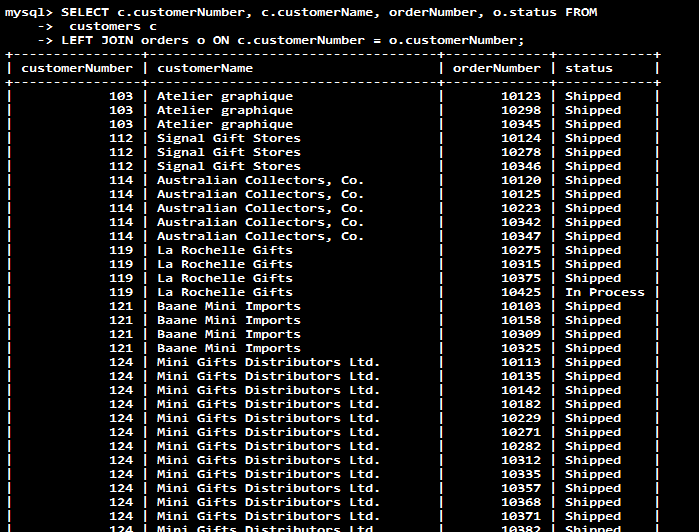 mysql> SELECT c.customerNumber, c.customerName, orderNumber, o.status FROM
    ->  customers c
    -> LEFT JOIN orders o ON c.customerNumber = o.customerNumber;
+----------------+------------------------------------+-------------+------------+
| customerNumber | customerName                       | orderNumber | status     |
+----------------+------------------------------------+-------------+------------+
|            103 | Atelier graphique                  |       10123 | Shipped    |
|            103 | Atelier graphique                  |       10298 | Shipped    |
|            103 | Atelier graphique                  |       10345 | Shipped    |
|            112 | Signal Gift Stores                 |       10124 | Shipped    |
|            112 | Signal Gift Stores                 |       10278 | Shipped    |
|            112 | Signal Gift Stores                 |       10346 | Shipped    |
|            114 | Australian Collectors, Co.         |       10120 | Shipped    |
|            114 | Australian Collectors, Co.         |       10125 | Shipped    |
|            114 | Australian Collectors, Co.         |       10223 | Shipped    |
|            114 | Australian Collectors, Co.         |       10342 | Shipped    |
|            114 | Australian Collectors, Co.         |       10347 | Shipped    |
|            119 | La Rochelle Gifts                  |       10275 | Shipped    |
|            119 | La Rochelle Gifts                  |       10315 | Shipped    |
|            119 | La Rochelle Gifts                  |       10375 | Shipped    |
|            119 | La Rochelle Gifts                  |       10425 | In Process |
|            121 | Baane Mini Imports                 |       10103 | Shipped    |
|            121 | Baane Mini Imports                 |       10158 | Shipped    |
|            121 | Baane Mini Imports                 |       10309 | Shipped    |
|            121 | Baane Mini Imports                 |       10325 | Shipped    |
|            124 | Mini Gifts Distributors Ltd.       |       10113 | Shipped    |
|            124 | Mini Gifts Distributors Ltd.       |       10135 | Shipped    |
|            124 | Mini Gifts Distributors Ltd.       |       10142 | Shipped    |
|            124 | Mini Gifts Distributors Ltd.       |       10182 | Shipped    |
|            124 | Mini Gifts Distributors Ltd.       |       10229 | Shipped    |
|            124 | Mini Gifts Distributors Ltd.       |       10271 | Shipped    |
|            124 | Mini Gifts Distributors Ltd.       |       10282 | Shipped    |
|            124 | Mini Gifts Distributors Ltd.       |       10312 | Shipped    |
|            124 | Mini Gifts Distributors Ltd.       |       10335 | Shipped    |
|            124 | Mini Gifts Distributors Ltd.       |       10357 | Shipped    |
|            124 | Mini Gifts Distributors Ltd.       |       10368 | Shipped    |
|            124 | Mini Gifts Distributors Ltd.       |       10371 | Shipped    |
|            124 | Mini Gifts Distributors Ltd.       |       10382 | Shipped    |